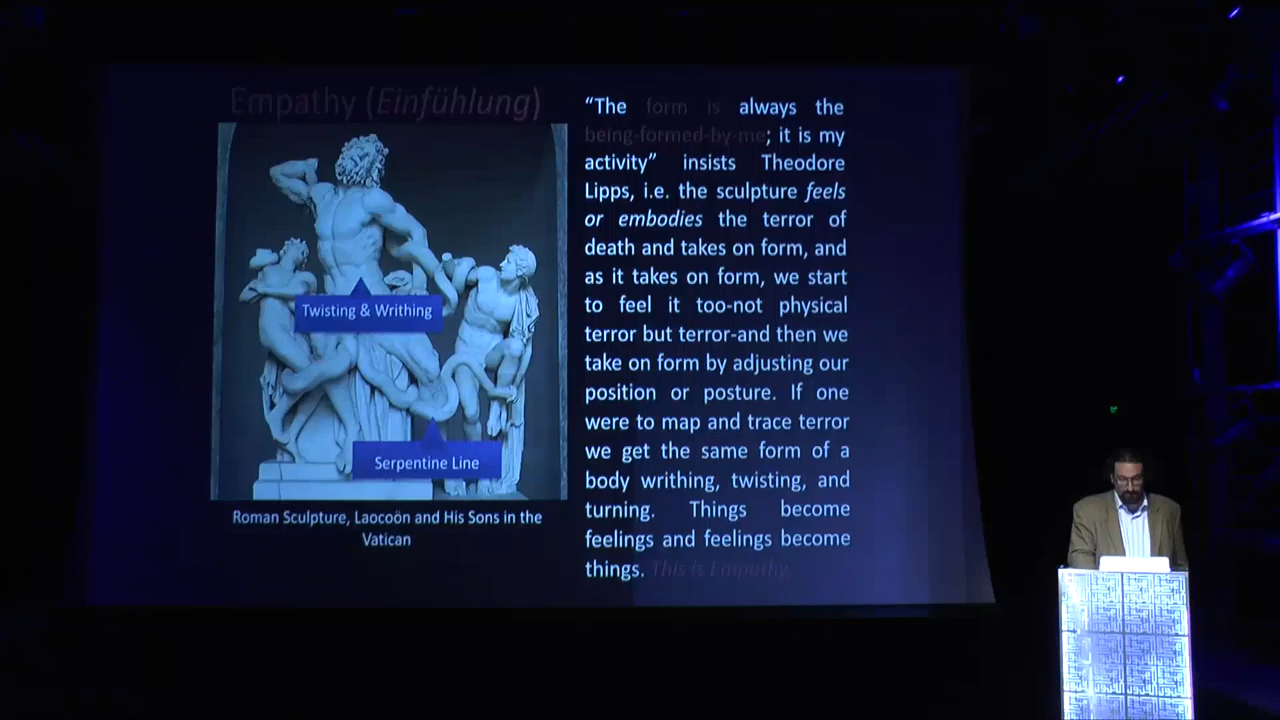 Empathy (Einfühlung)
Twisting & Writhing
Serpentine Line
Roman Sculpture, Laocoön and His Sons in the
Vatican
“The form is always the
being-formed-by-me; it is my
activity” insists Theodore
Lipps, i.e. the sculpture feels
or embodies the terror of
death and takes on form, and
as it takes on form, we start
to feel it too-not physical
terror but terror-and then we
take on form by adjusting our
position or posture. If one
were to map and trace terror
we get the same form of a
body writhing, twisting, and
turning. Things become
feelings and feelings become
things. This is Empathy